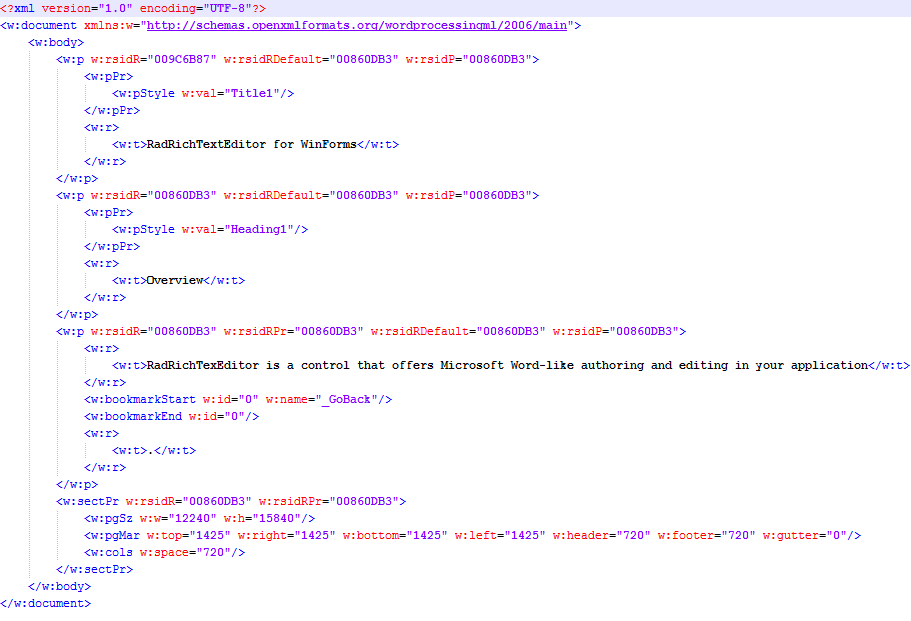 <?xml version="1.0" encoding="UTF-8"?>
<w:document xmlns:w="http://schemas.openxmlformats.org/wordprocessingml/2006/main">
<w:body>
<w:p w:rsidR="009C6B87" w:rsidRDefault="00860DB3" w:rsidP="00860DB3">
<w:pPr>
<w:pStyle w:val="Title1"/>
</w:pPr>
<w:r>
<w:t>RadRichTextEditor for WinForms</w:t>
</w:r>
</w:p>
<w:p w:rsidR="00860DB3" w:rsidRDefault="00860DB3" w:rsidP="00860DB3">
<w:pPr>
<w:pStyle w:val="Heading1"/>
</w:pPr>
<w:r>
<w:t>Overview</w:t>
</w:r>
</w:p>
<w:p w:rsidR="00860DB3" w:rsidRPr="00860DB3" w:rsidRDefault="00860DB3" w:rsidP="00860DB3">
<w:r>
<w:t>RadRichTexEditor is a control that offers Microsoft Word-like authoring and editing in your application</w:t>
</w:r>
<w:bookmarkStart w:id="0" w:name="_GoBack"/>
<w:bookmarkEnd w:id="0"/>
<w:r>
<w:t>.</w:t>
</w:r>
</w:p>
<w:sectPr w:rsidR="00860DB3" w:rsidRPr="00860DB3">
<w:pgSz w:w="12240" w:h="15840"/>
<w:pgMar w:top="1425" w:right="1425" w:bottom="1425" w:left="1425" w:header="720" w:footer="720" w:gutter="0"/>
<w:cols w:space="720"/>
</w:sectPr>
</w:body>
</w:document>